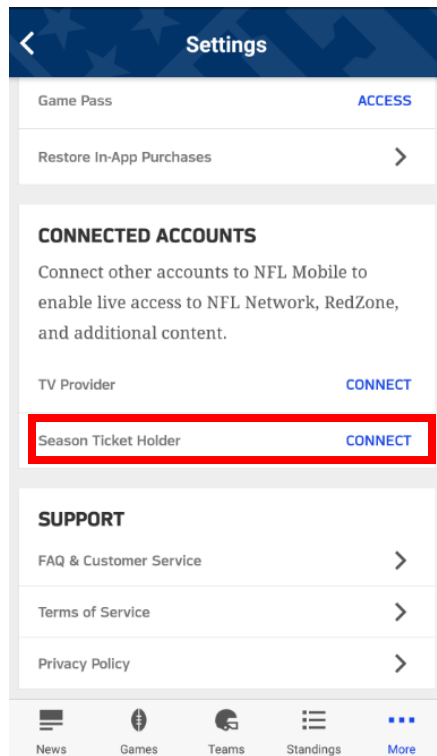 Settings
Game Pass ACCESS
Restore In-App Purchases
CONNECTED ACCOUNTS
Connect other accounts to NFL Mobile to
enable live access to NFL Network, RedZone,
and additional content.
TV Provider CONNECT
Season Ticket Holder CONNECT
SUPPORT
FAQ & Customer Service
Terms of Service
Privacy Policy
News Games Teams Standings More